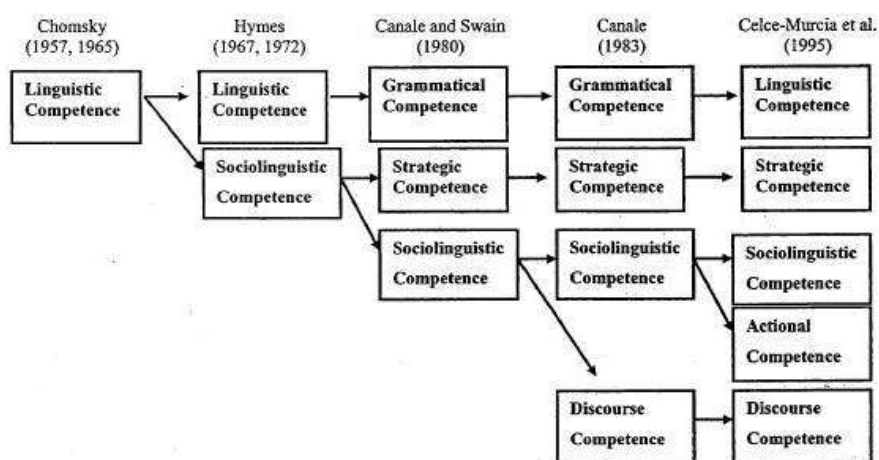 Chomsky
(1957, 1965)
Hymes
(1967, 1972)
Canale and Swain
(1980)
Canale
(1983)
Celce-Murcia et al.
(1995)
Linguistic
Competence
Linguistic
Competence
Grammatical
Competence
Grammatical
Competence
Linguistic
Competence
Sociolinguistic
Competence
Strategic
Competence
Strategic
Competence
Strategic
Competence
Sociolinguistic
Competence
Sociolinguistic
Competence
Sociolinguistic
Competence
Actional
Competence
Discourse
Competence
Discourse
Competence